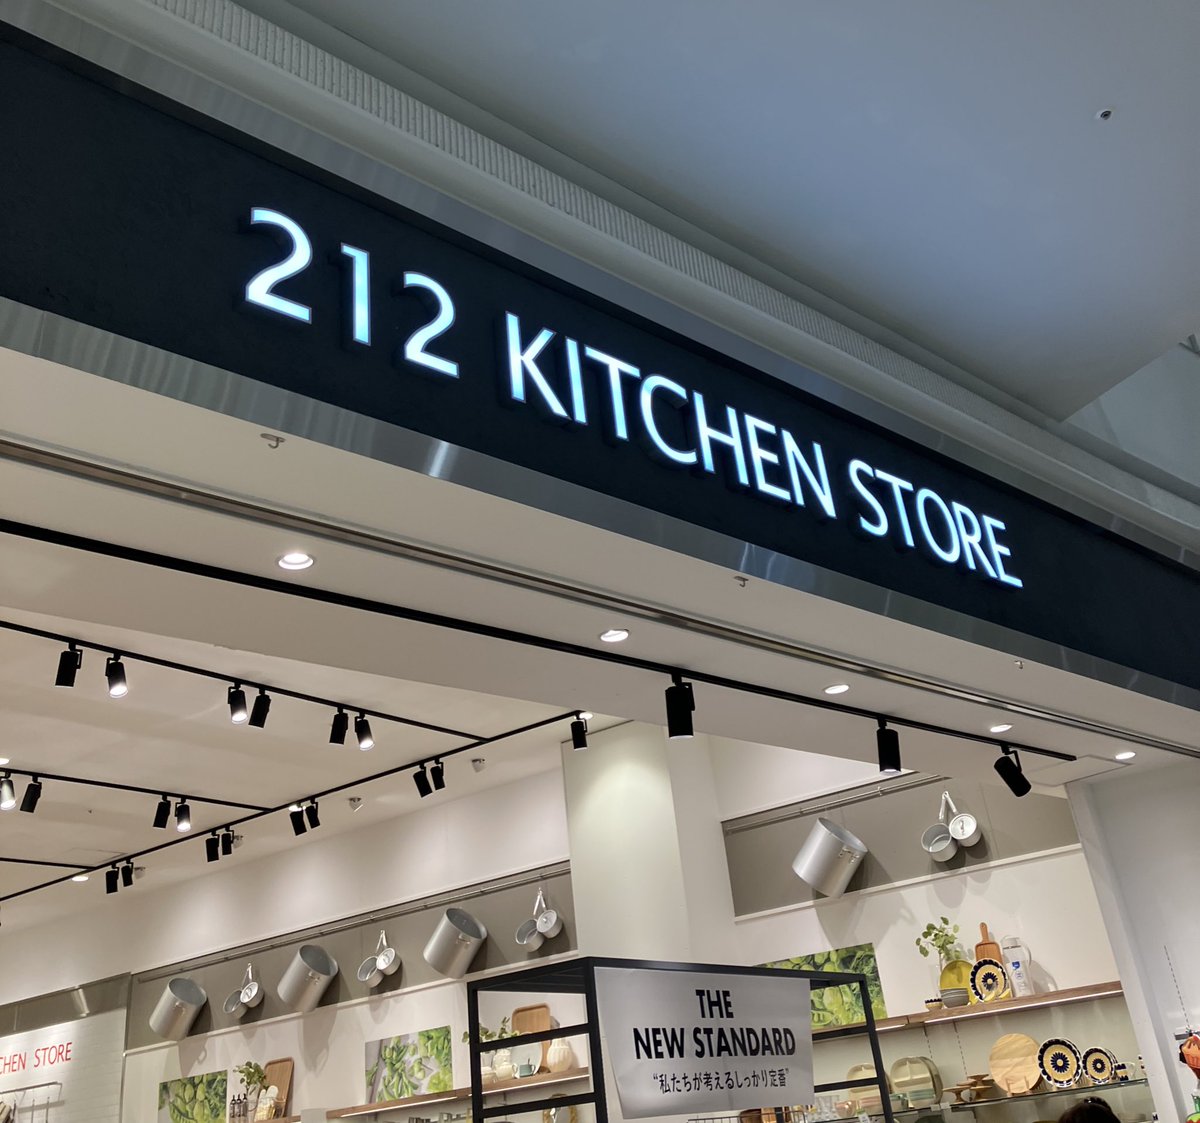 212 KITCHEN STORE
THE
NEW STANDARD
“私たちが考えるしっかり定番”
CHEN STORE